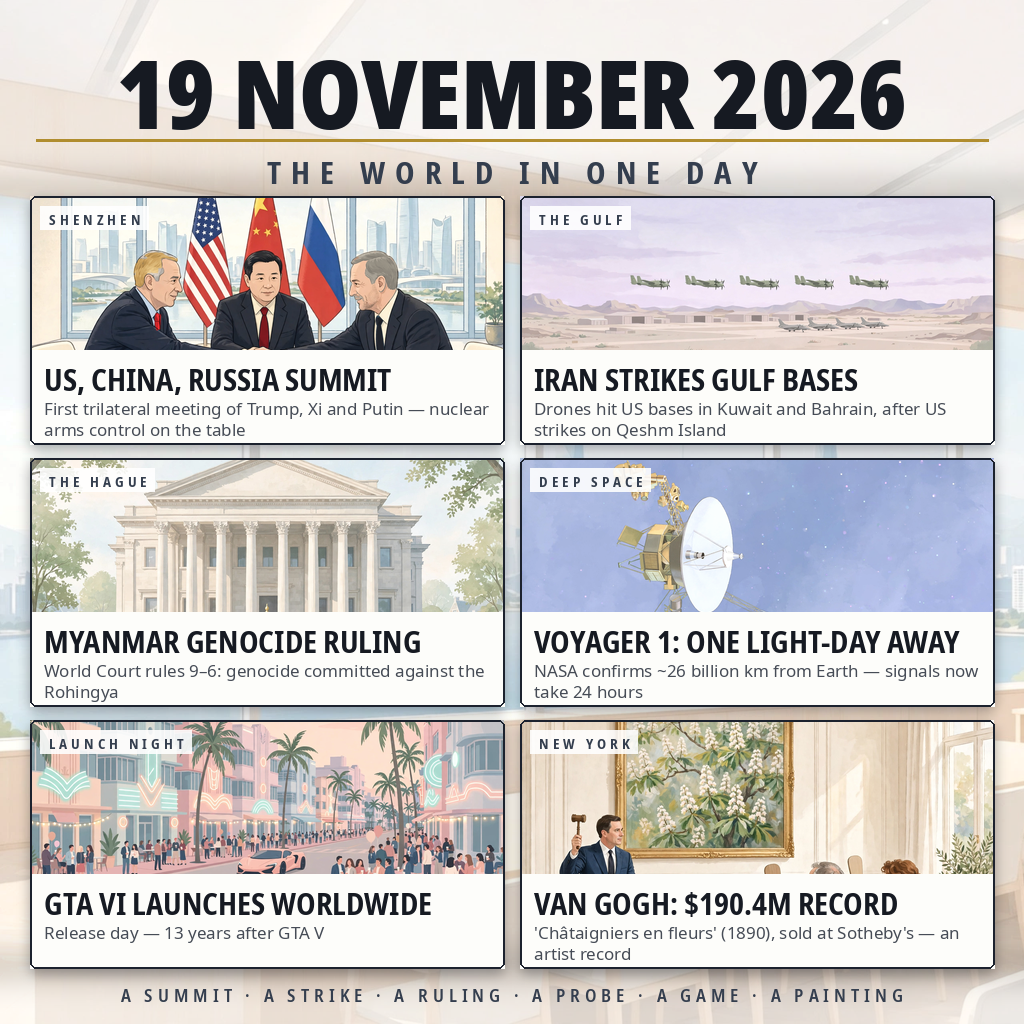 19 NOVEMBER 2026
THE WORLD IN ONE DAY
SHENZHEN
US, CHINA, RUSSIA SUMMIT
First trilateral meeting of Trump, Xi and Putin — nuclear
arms control on the table
THE GULF
IRAN STRIKES GULF BASES
Drones hit US bases in Kuwait and Bahrain, after US
strikes on Qeshm Island
THE HAGUE
MYANMAR GENOCIDE RULING
World Court rules 9–6: genocide committed against the
Rohingya
DEEP SPACE
VOYAGER 1: ONE LIGHT-DAY AWAY
NASA confirms ~26 billion km from Earth — signals now
take 24 hours
LAUNCH NIGHT
GTA VI LAUNCHES WORLDWIDE
Release day — 13 years after GTA V
NEW YORK
VAN GOGH: $190.4M RECORD
'Châtaigniers en fleurs' (1890), sold at Sotheby's — an
artist record
A SUMMIT · A STRIKE · A RULING · A PROBE · A GAME · A PAINTING